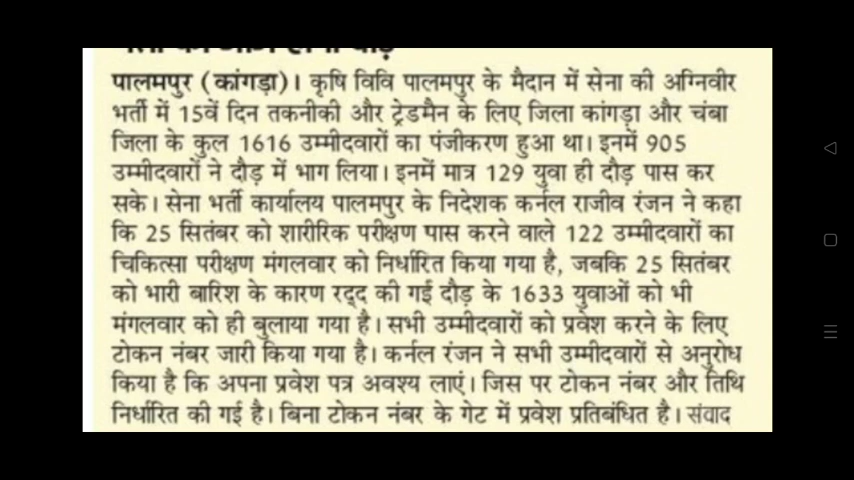 पालमपुर (कांगड़ा)। कृषि विवि पालमपुर के मैदान में सेना की अग्निवीर
भर्ती में 15वें दिन तकनीकी और ट्रेडमैन के लिए जिला कांगड़ा और चंबा
जिला के कुल 1616 उम्मीदवारों का पंजीकरण हुआ था। इनमें 905
उम्मीदवारों ने दौड़ में भाग लिया। इनमें मात्र 129 युवा ही दौड़ पास कर
सके। सेना भर्ती कार्यालय पालमपुर के निदेशक कर्नल राजीव रंजन ने कहा
कि 25 सितंबर को शारीरिक परीक्षण पास करने वाले 122 उम्मीदवारों का
चिकित्सा परीक्षण मंगलवार को निर्धारित किया गया है, जबकि 25 सितंबर
को भारी बारिश के कारण रद्द की गई दौड़ के 1633 युवाओं को भी
मंगलवार को ही बुलाया गया है। सभी उम्मीदवारों को प्रवेश करने के लिए
टोकन नंबर जारी किया गया है। कर्नल रंजन ने सभी उम्मीदवारों से अनुरोध
किया है कि अपना प्रवेश पत्र अवश्य लाएं। जिस पर टोकन नंबर और तिथि
निर्धारित की गई है। बिना टोकन नंबर के गेट में प्रवेश प्रतिबंधित है। संवाद